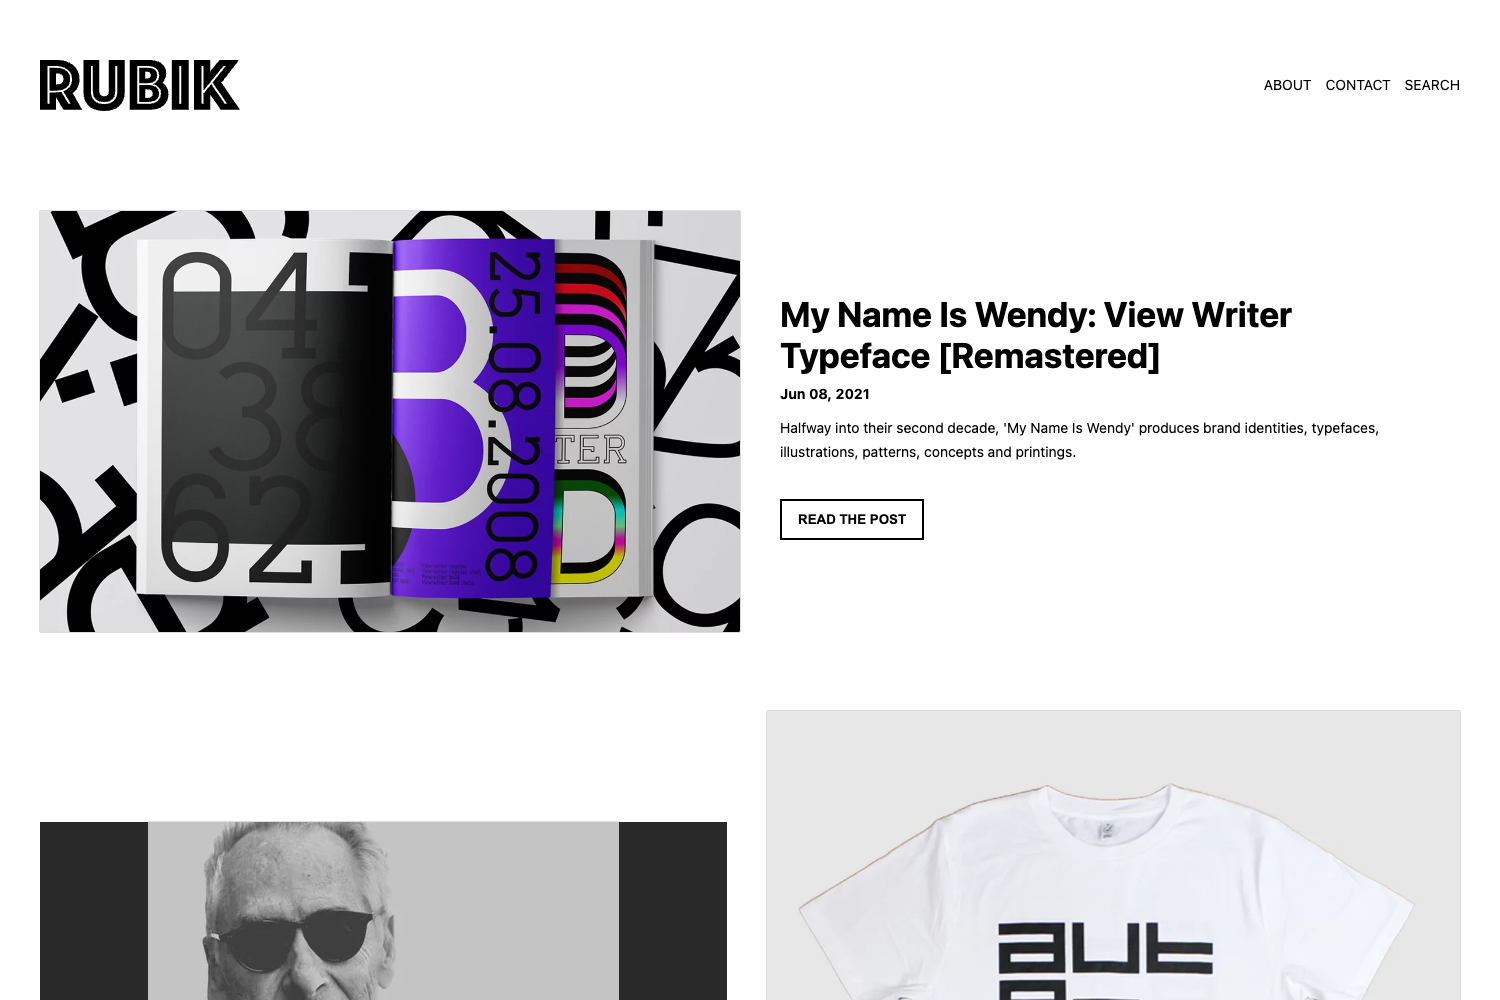 RUBIK
ABOUT CONTACT SEARCH
04
38
62
25.08.2008
TER
My Name Is Wendy: View Writer
Typeface [Remastered]
Jun 08, 2021
Halfway into their second decade, 'My Name Is Wendy' produces brand identities, typefaces,
illustrations, patterns, concepts and printings.
READ THE POST
aut